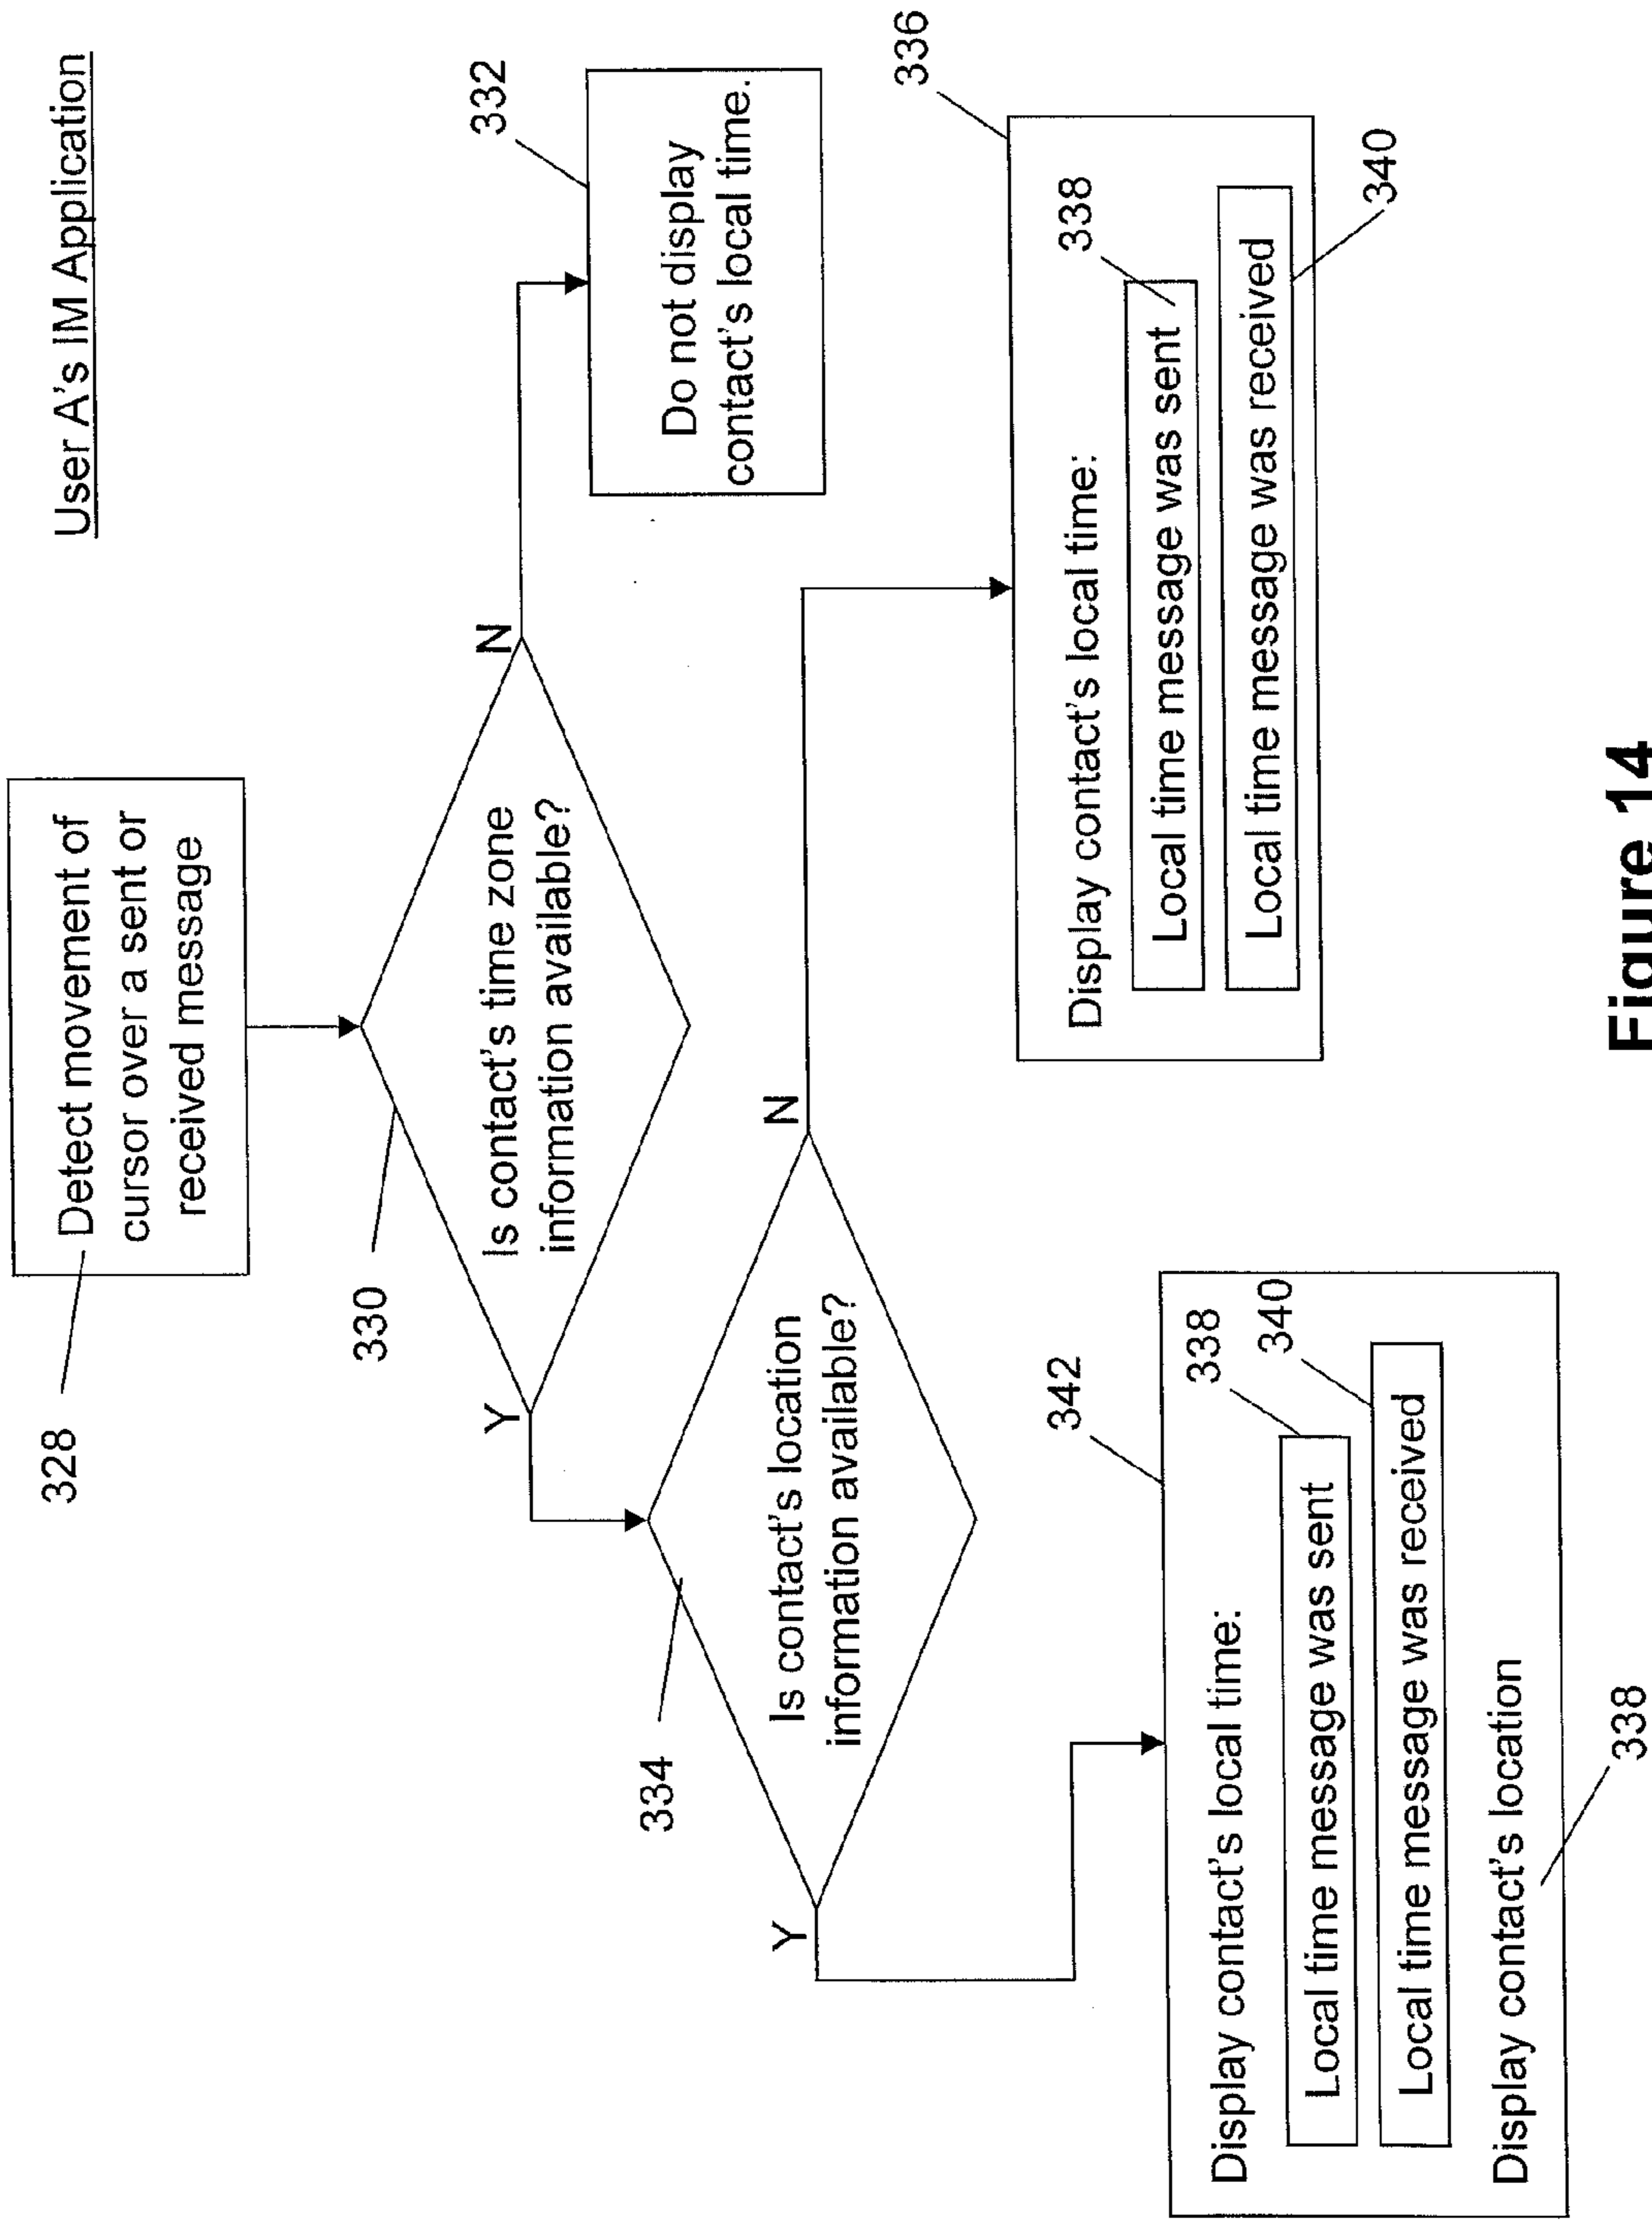 User A's IM Application
328
Detect movement of
cursor over a sent or
received message
330
Is contact's time zone
information available?
Y
N
332
Do not display
contact's local time.
334
Is contact's location
information available?
Y
N
342
Display contact's local time:
338
Local time message was sent
340
Local time message was received
Display contact's location
338
336
Display contact's local time:
338
Local time message was sent
Local time message was received
340
Figure 14